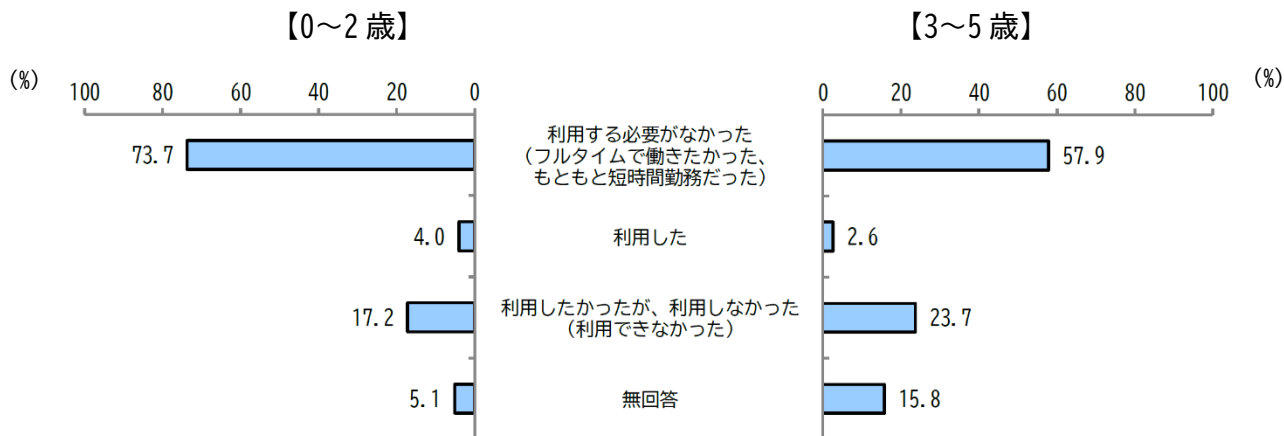 【0～2 歳】
【3～5 歳】
(%)
100 80 60 40 20 0
0 20 40 60 80 100
(%)
73.7
利用する必要がなかった
（フルタイムで働きたかった、
もともと短時間勤務だった）
57.9
4.0
利用した
2.6
17.2
利用したかったが、利用しなかった
（利用できなかった）
23.7
5.1
無回答
15.8